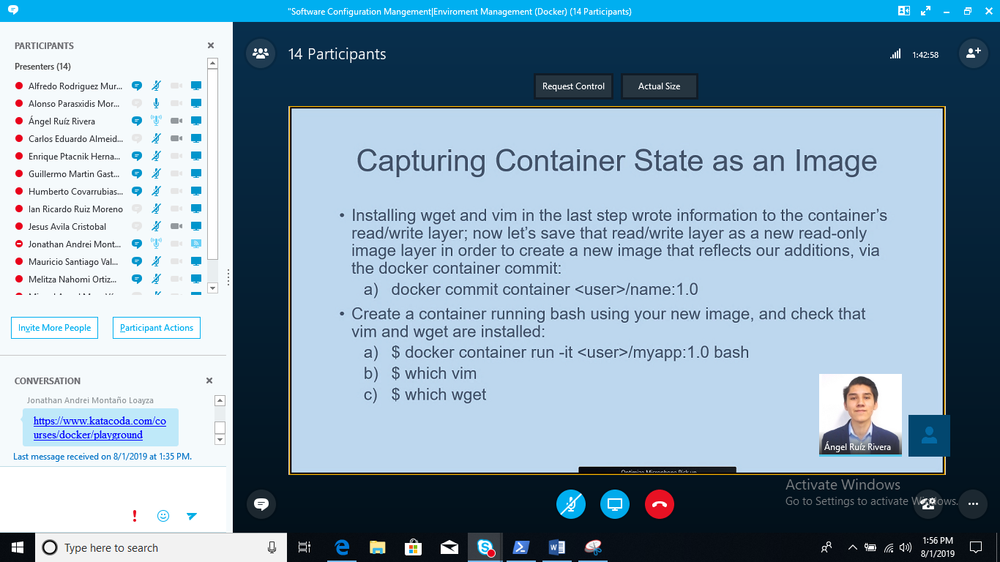 "Software Configuration Mangement|Enviroment Management (Docker) (14 Participants)
PARTICIPANTS
Presenters (14)
Alfredo Rodriguez Mur...
Alonso Parasxidis Mor...
Ángel Ruíz Rivera
Carlos Eduardo Almeid...
Enrique Ptacnik Herna...
Guillermo Martin Gast...
Humberto Covarrubias...
Ian Ricardo Ruiz Moreno
Jesus Avila Cristobal
Jonathan Andrei Mont...
Mauricio Santiago Val...
Melitza Nahomi Ortiz...
Invite More People
Participant Actions
CONVERSATION
Jonathan Andrei Montaño Loayza
https://www.katacoda.com/co
urses/docker/playground
Last message received on 8/1/2019 at 1:35 PM.
14 Participants
1:42:58
Request Control
Actual Size
Capturing Container State as an Image
• Installing wget and vim in the last step wrote information to the container's
read/write layer; now let's save that read/write layer as a new read-only
image layer in order to create a new image that reflects our additions, via
the docker container commit:
a) docker commit container <user>/name:1.0
• Create a container running bash using your new image, and check that
vim and wget are installed:
a) $ docker container run -it <user>/myapp:1.0 bash
b) $ which vim
c) $ which wget
Ángel Ruíz Rivera
Activate Windows
Go to Settings to activate Windows.
Type here to search
1:56 PM
8/1/2019